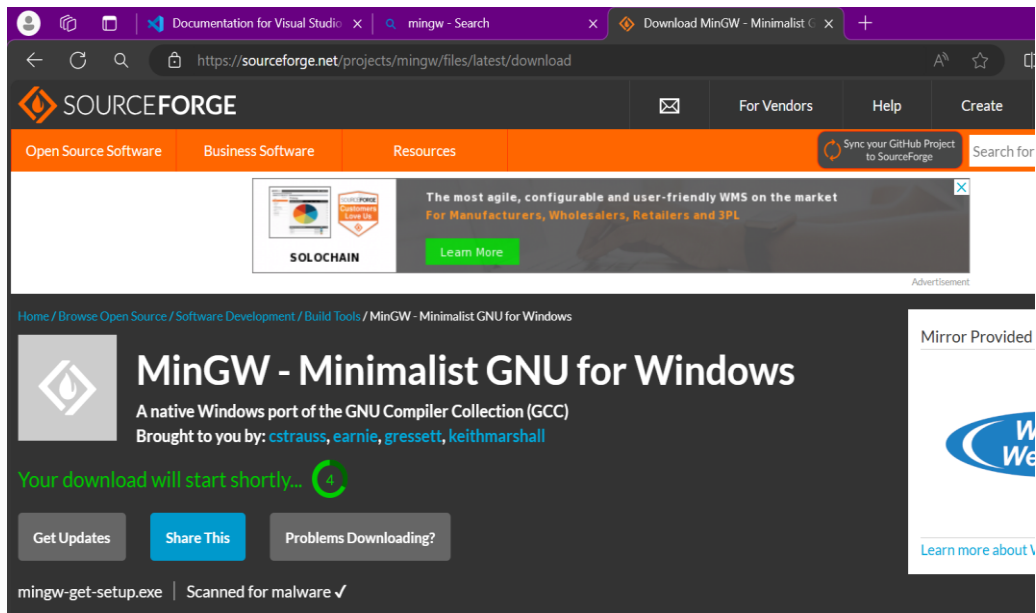 Documentation for Visual Studio
mingw - Search
Download MinGW - Minimalist G
https://sourceforge.net/projects/mingw/files/latest/download
SOURCEFORGE
For Vendors
Help
Create
Open Source Software
Business Software
Resources
Sync your GitHub Project
to SourceForge
Search for
SOURCEFORGE
Customers
Love Us
SOLOCHAIN
The most agile, configurable and user-friendly WMS on the market
For Manufacturers, Wholesalers, Retailers and 3PL
Learn More
Advertisement
Home / Browse Open Source / Software Development / Build Tools / MinGW - Minimalist GNU for Windows
MinGW - Minimalist GNU for Windows
A native Windows port of the GNU Compiler Collection (GCC)
Brought to you by: cstrauss, earnie, gressett, keithmarshall
Your download will start shortly... 4
Get Updates
Share This
Problems Downloading?
mingw-get-setup.exe | Scanned for malware ✓
Mirror Provided
W
We
Learn more about